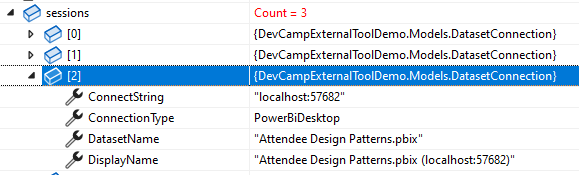 sessions Count = 3
[0] {DevCampExternalToolDemo.Models.DatasetConnection}
[1] {DevCampExternalToolDemo.Models.DatasetConnection}
[2] {DevCampExternalToolDemo.Models.DatasetConnection}
ConnectString "localhost:57682"
ConnectionType PowerBiDesktop
DatasetName "Attendee Design Patterns.pbix"
DisplayName "Attendee Design Patterns.pbix (localhost:57682)"